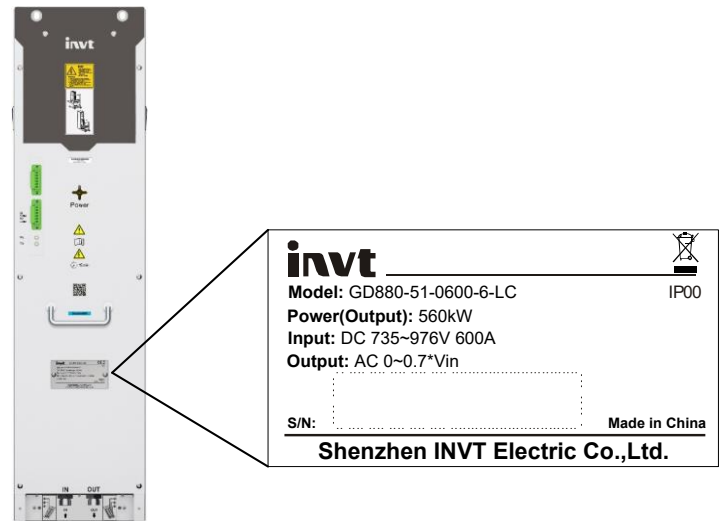 invt
Power
IN OUT
invt
Model: GD880-51-0600-6-LC IP00
Power(Output): 560kW
Input: DC 735~976V 600A
Output: AC 0~0.7*Vin
S/N: Made in China
Shenzhen INVT Electric Co.,Ltd.